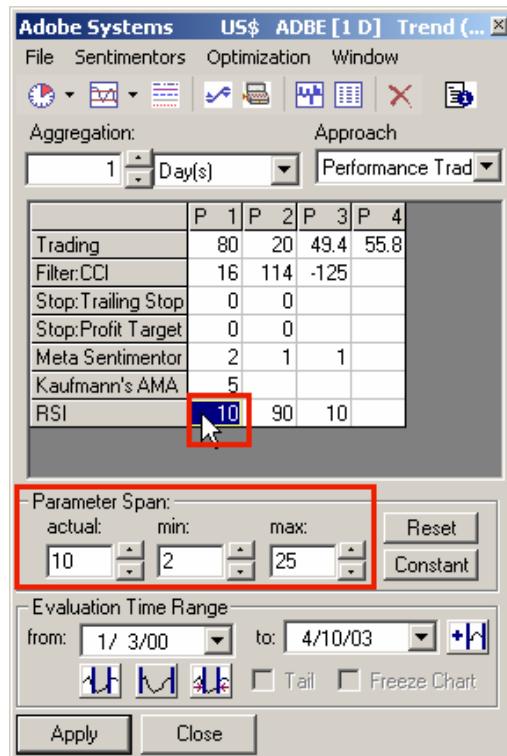 Adobe Systems US$ ADBE [1 D] Trend (...
File Sentimentors Optimization Window
Aggregation: Approach
1 Day(s) Performance Trad
P 1 P 2 P 3 P 4
Trading 80 20 49.4 55.8
Filter:CCI 16 114 -125
Stop:Trailing Stop 0 0
Stop:Profit Target 0 0
Meta Sentimentor 2 1 1
Kaufmann's AMA 5
RSI 10 90 10
Parameter Span:
actual: min: max: Reset
10 2 25 Constant
Evaluation Time Range
from: 1/ 3/00 to: 4/10/03
Tail Freeze Chart
Apply Close